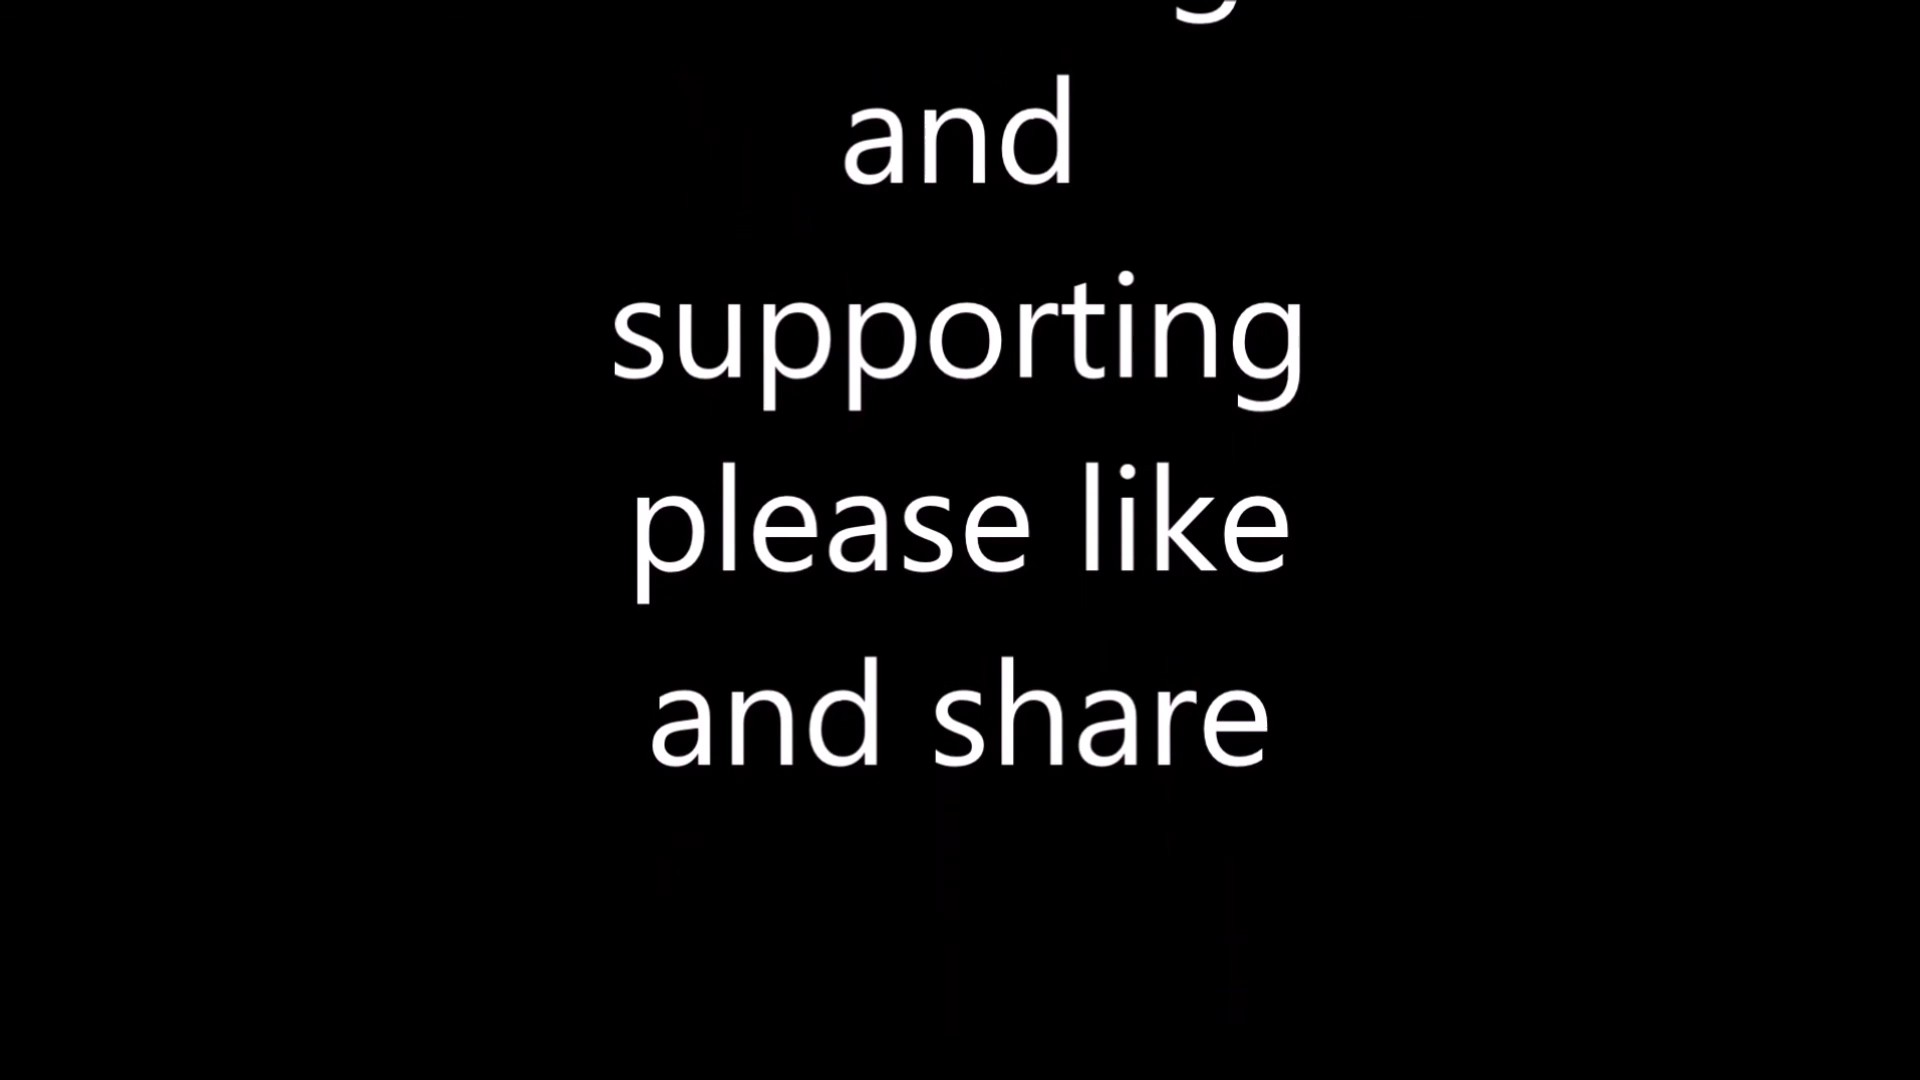 and
supporting
please like
and share